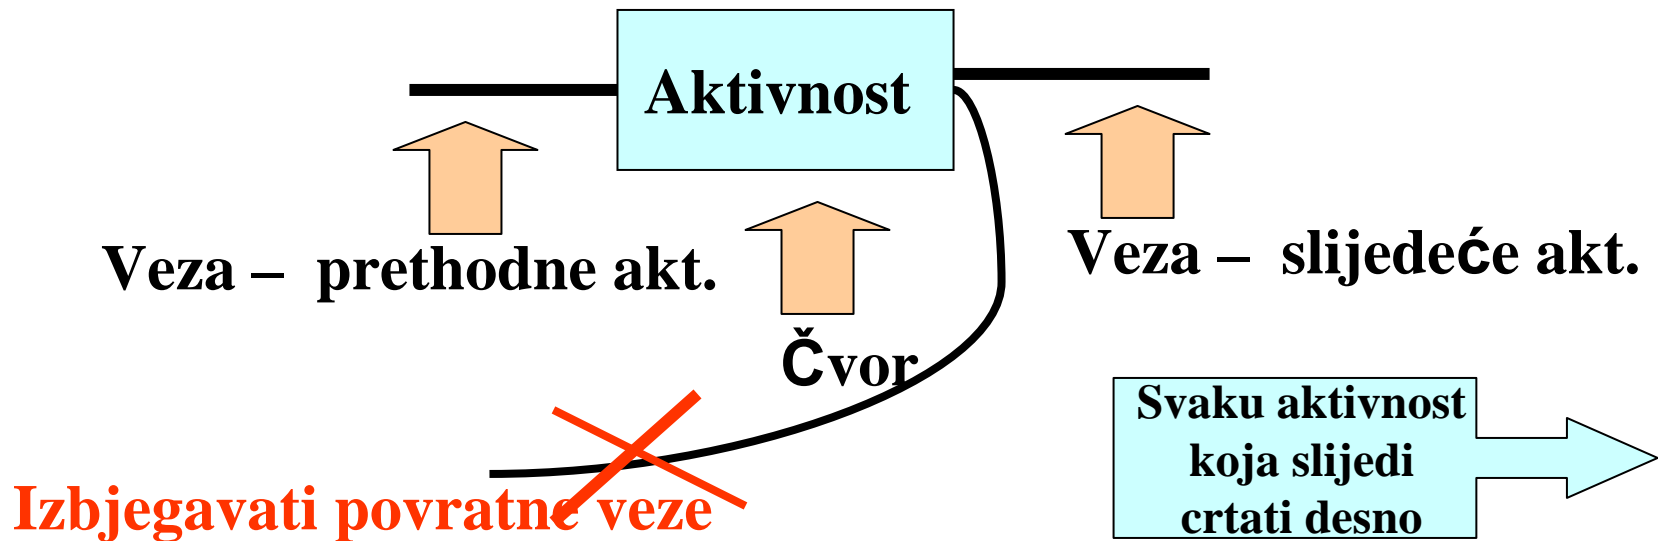 Aktivnost
Veza – prethodne akt.
Veza – slijedeće akt.
Čvor
Izbjegavati povratne veze
Svaku aktivnost
koja slijedi
crtati desno